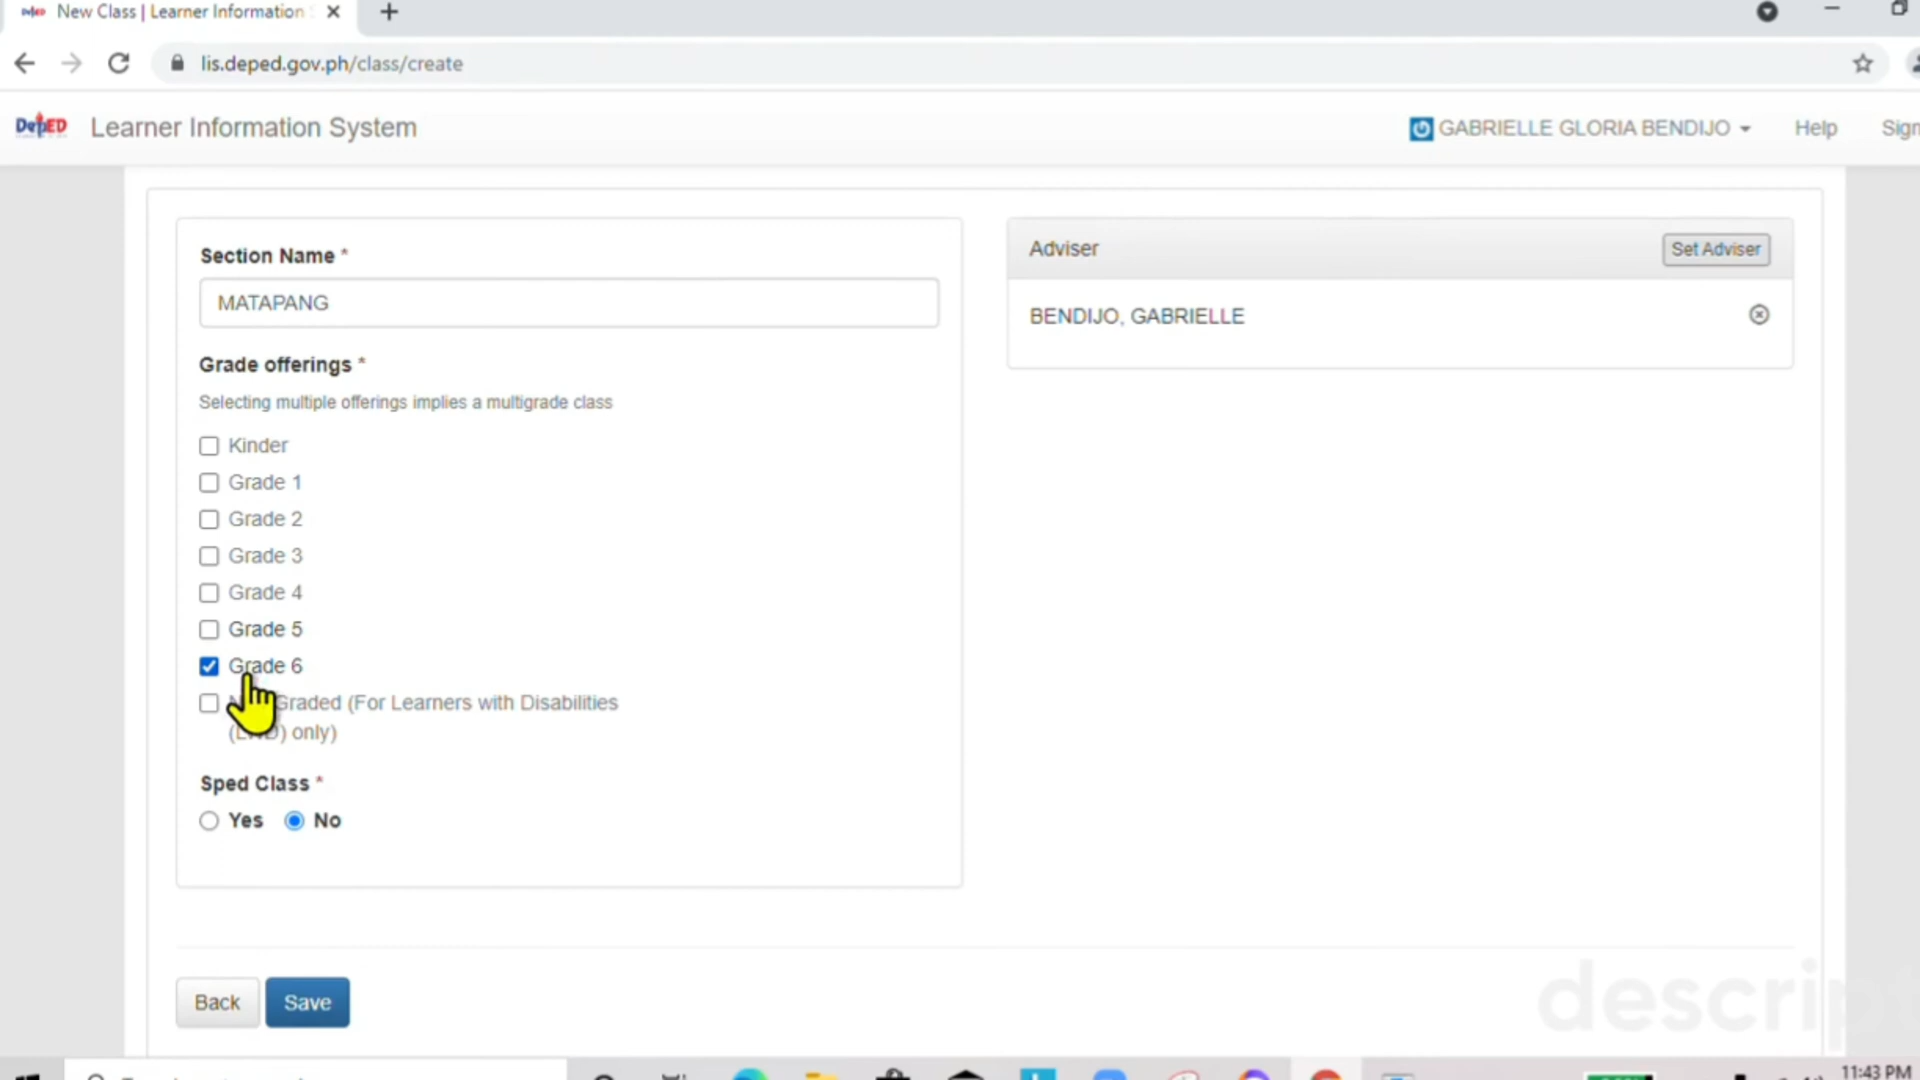 New Class | Learner Information
lis.deped.gov.ph/class/create
DepED Learner Information System
GABRIELLE GLORIA BENDIJO
Help
Sign
Section Name *
MATAPANG
Grade offerings *
Selecting multiple offerings implies a multigrade class
Kinder
Grade 1
Grade 2
Grade 3
Grade 4
Grade 5
Grade 6
Graded (For Learners with Disabilities
only)
Sped Class *
Yes No
Adviser
Set Adviser
BENDIJO, GABRIELLE
Back Save
descript
11:43 PM